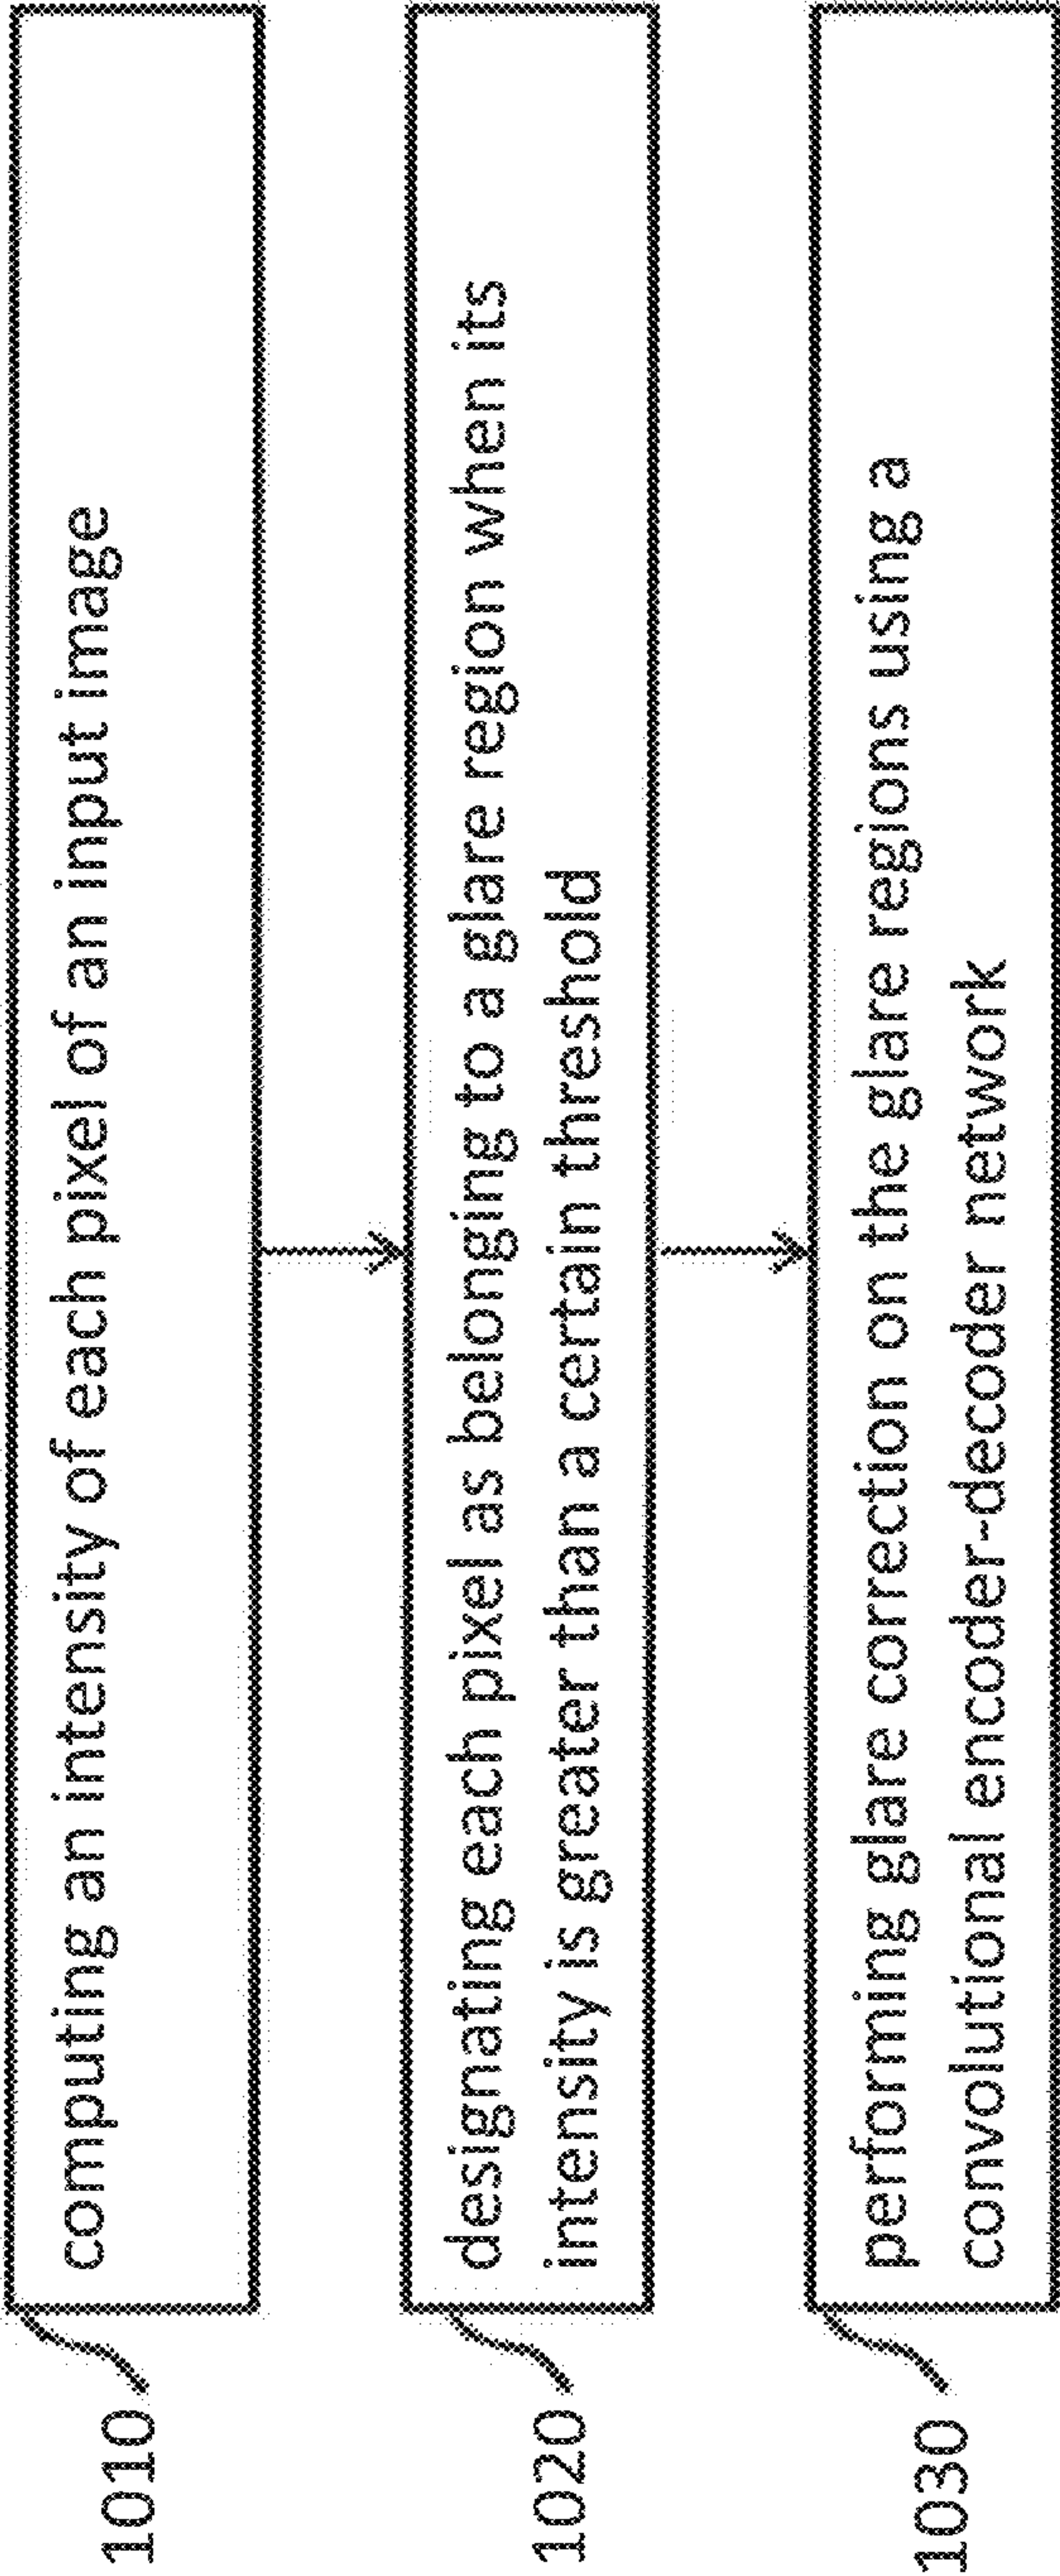 1010
computing an intensity of each pixel of an input image
1020
designating each pixel as belonging to a glare region when its
intensity is greater than a certain threshold
1030
performing glare correction on the glare regions using a
convolutional encoder-decoder network